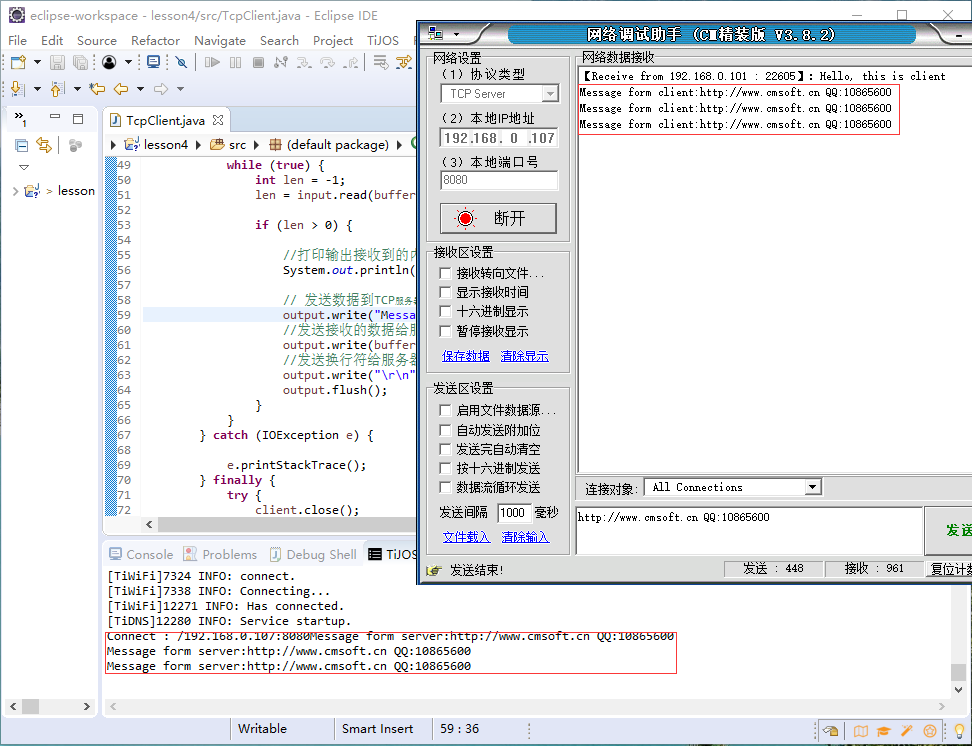 eclipse-workspace - lesson4/src/TcpClient.java - Eclipse IDE
File Edit Source Refactor Navigate Search Project TiJOS
TcpClient.java
lesson4 src (default package)
> lesson
49 while (true) {
50 int len = -1;
51 len = input.read(buffer
52
53 if (len > 0) {
54
55 //打印输出接收到的
56 System.out.println(
57
58 // 发送数据到TCP服务
59 output.write("Messa
60 //发送接收的数据给
61 output.write(buffer
62 //发送换行符给服务器
63 output.write("\r\n"
64 output.flush();
65 }
66 }
67 } catch (IOException e) {
68
69 e.printStackTrace();
70 } finally {
71 try {
72 client.close();
网络调试助手 (CM精装版 V3.8.2)
网络设置
(1) 协议类型
TCP Server
(2) 本地IP地址
192.168. 0 .107
(3) 本地端口号
8080
断开
接收区设置
接收转向文件...
显示接收时间
十六进制显示
暂停接收显示
保存数据 清除显示
发送区设置
启用文件数据源...
自动发送附加位
发送完自动清空
按十六进制发送
数据流循环发送
发送间隔 1000 毫秒
文件载入 清除输入
网络数据接收
【Receive from 192.168.0.101 : 22605】: Hello, this is client
Message form client:http://www.cmsoft.cn QQ:10865600
Message form client:http://www.cmsoft.cn QQ:10865600
Message form client:http://www.cmsoft.cn QQ:10865600
连接对象: All Connections
http://www.cmsoft.cn QQ:10865600
发送
发送结束! 发送 : 448 接收 : 961 复位计数
Console Problems Debug Shell TiJOS
[TiWiFi]7324 INFO: connect.
[TiWiFi]7338 INFO: Connecting...
[TiWiFi]12271 INFO: Has connected.
[TiDNS]12280 INFO: Service startup.
Connect : /192.168.0.107:8080Message form server:http://www.cmsoft.cn QQ:10865600
Message form server:http://www.cmsoft.cn QQ:10865600
Message form server:http://www.cmsoft.cn QQ:10865600
Writable Smart Insert 59 : 36